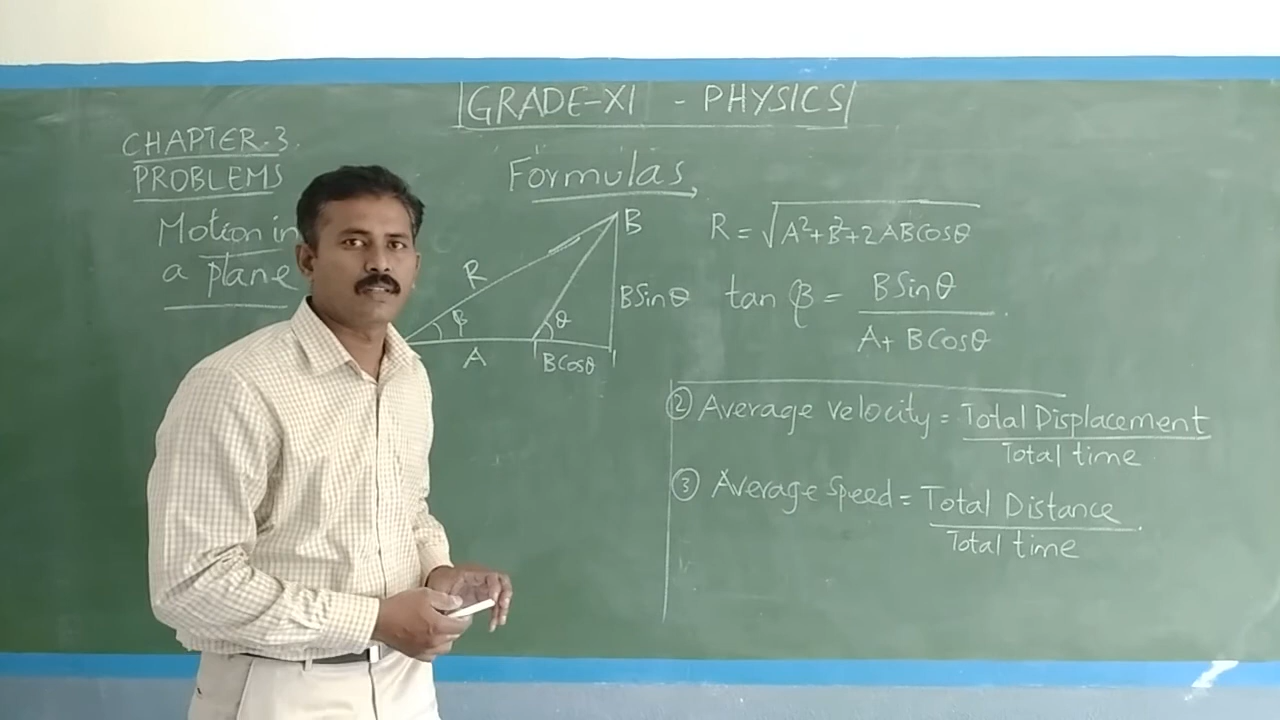 GRADE-XI - PHYSICS
CHAPTER-3
PROBLEMS
Motion in
a plane
Formulas
R
β
θ
A
BCosθ
B
BSinθ
R = √A²+B²+2ABCosθ
tan β = BSinθ
A+ BCosθ
② Average velocity = Total Displacement
Total time
③ Average Speed = Total Distance
Total time